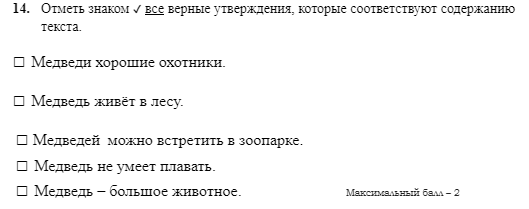 14. Отметь знаком ✓ все верные утверждения, которые соответствуют содержанию
текста.
☐ Медведи хорошие охотники.
☐ Медведь живёт в лесу.
☐ Медведей можно встретить в зоопарке.
☐ Медведь не умеет плавать.
☐ Медведь – большое животное. Максимальный балл – 2